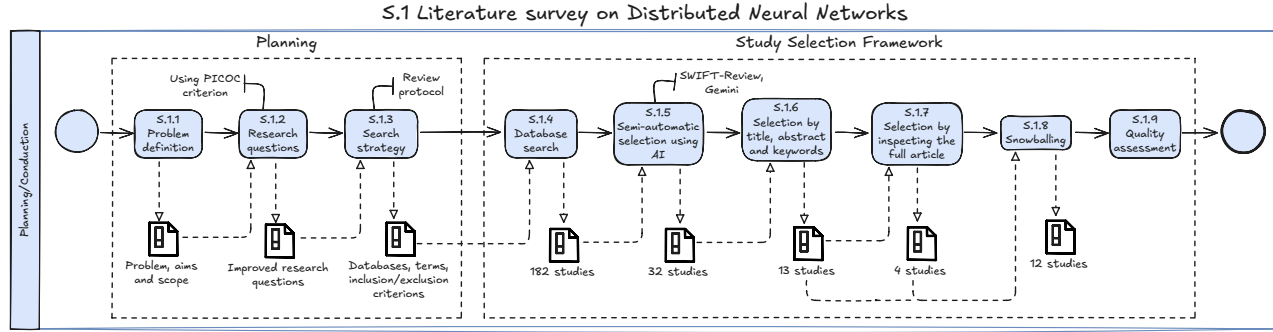 S.1 Literature survey on Distributed Neural Networks
Planning/Conduction
Planning
Using PICOC
criterion
Review
protocol
S.1.1
Problem
definition
S.1.2
Research
questions
S.1.3
Search
strategy
Problem, aims
and scope
Improved research
questions
Databases, terms,
inclusion/exclusion
criterions
Study Selection Framework
SWIFT-Review,
Gemini
S.1.4
Database
search
S.1.5
Semi-automatic
selection using
AI
S.1.6
Selection by
title, abstract
and keywords
S.1.7
Selection by
inspecting the
full article
S.1.8
Snowballing
S.1.9
Quality
assessment
182 studies
32 studies
13 studies
4 studies
12 studies